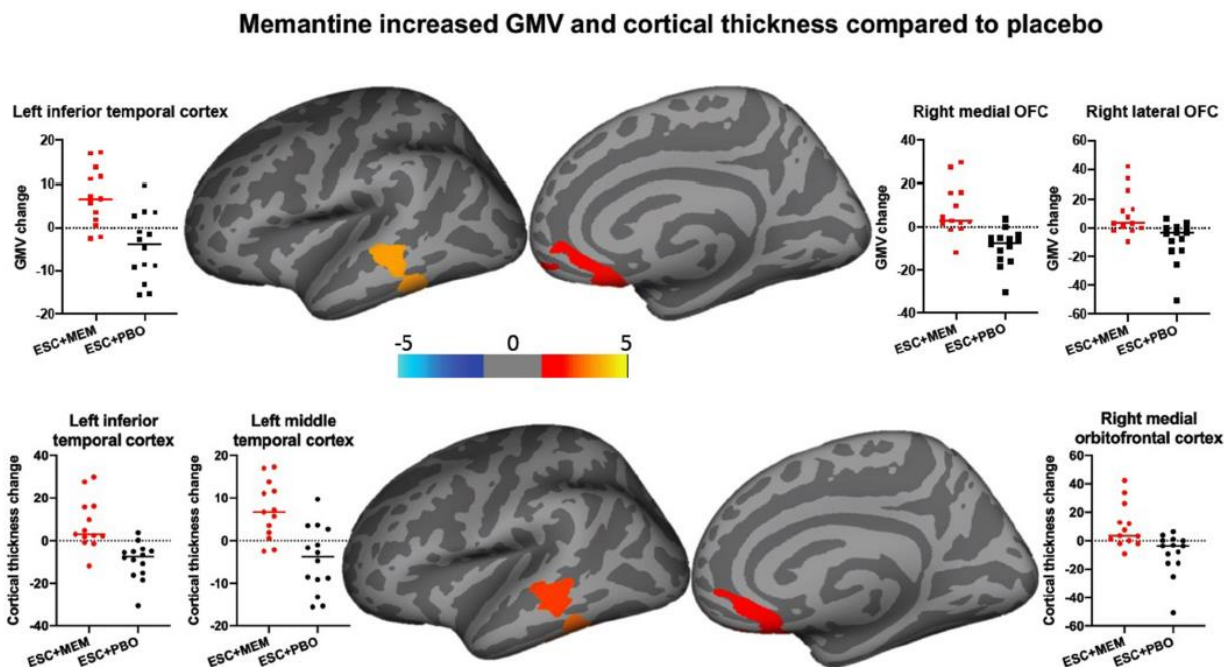 Memantine increased GMV and cortical thickness compared to placebo
Left inferior temporal cortex
GMV change
20
10
0
-10
-20
ESC+MEM
ESC+PBO
Right medial OFC
GMV change
40
20
0
-20
-40
ESC+MEM
ESC+PBO
Right lateral OFC
GMV change
60
40
20
0
-20
-40
-60
ESC+MEM
ESC+PBO
-5
0
5
Left inferior
temporal cortex
Cortical thickness change
40
20
0
-20
-40
ESC+MEM
ESC+PBO
Left middle
temporal cortex
Cortical thickness change
20
10
0
-10
-20
ESC+MEM
ESC+PBO
Right medial
orbitofrontal cortex
Cortical thickness change
60
40
20
0
-20
-40
-60
ESC+MEM
ESC+PBO